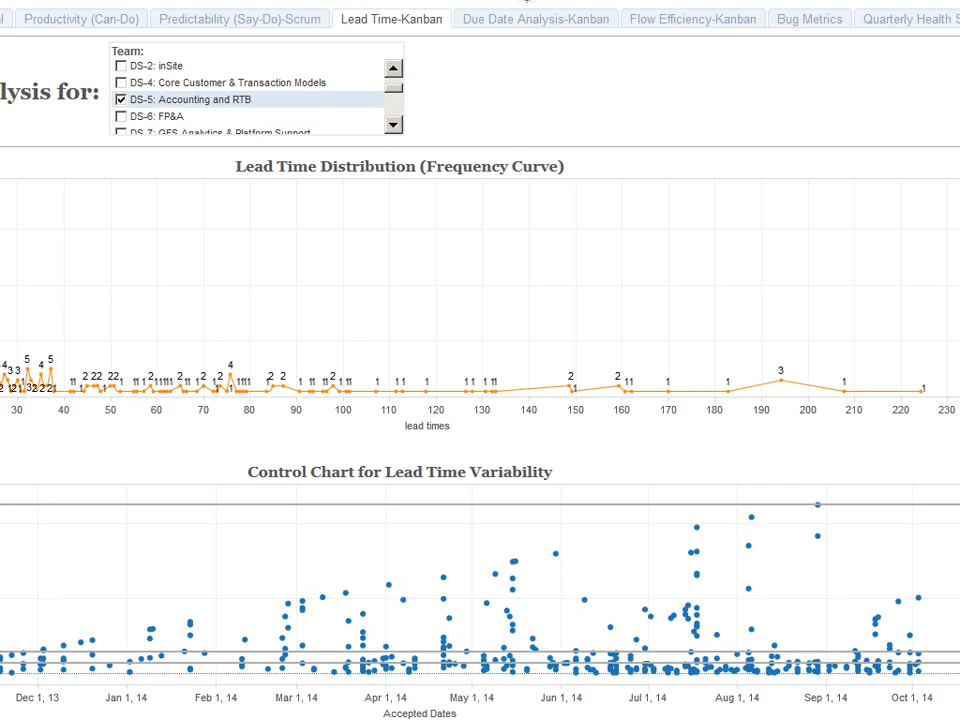 l Productivity (Can-Do) Predictability (Say-Do)-Scrum Lead Time-Kanban Due Date Analysis-Kanban Flow Efficiency-Kanban Bug Metrics Quarterly Health S
Team:
DS-2: inSite
DS-4: Core Customer & Transaction Models
lysis for:
DS-5: Accounting and RTB
DS-6: FP&A
DS-7: GFS Analytics & Platform Support
Lead Time Distribution (Frequency Curve)
30 40 50 60 70 80 90 100 110 120 130 140 150 160 170 180 190 200 210 220 230
lead times
Control Chart for Lead Time Variability
Dec 1, 13 Jan 1, 14 Feb 1, 14 Mar 1, 14 Apr 1, 14 May 1, 14 Jun 1, 14 Jul 1, 14 Aug 1, 14 Sep 1, 14 Oct 1, 14
Accepted Dates